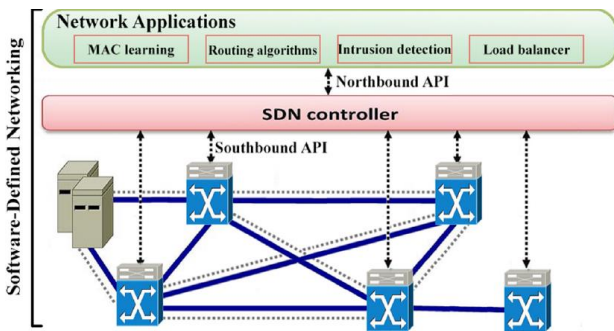 Network Applications
MAC learning
Routing algorithms
Intrusion detection
Load balancer
Northbound API
SDN controller
Southbound API
Software-Defined Networking